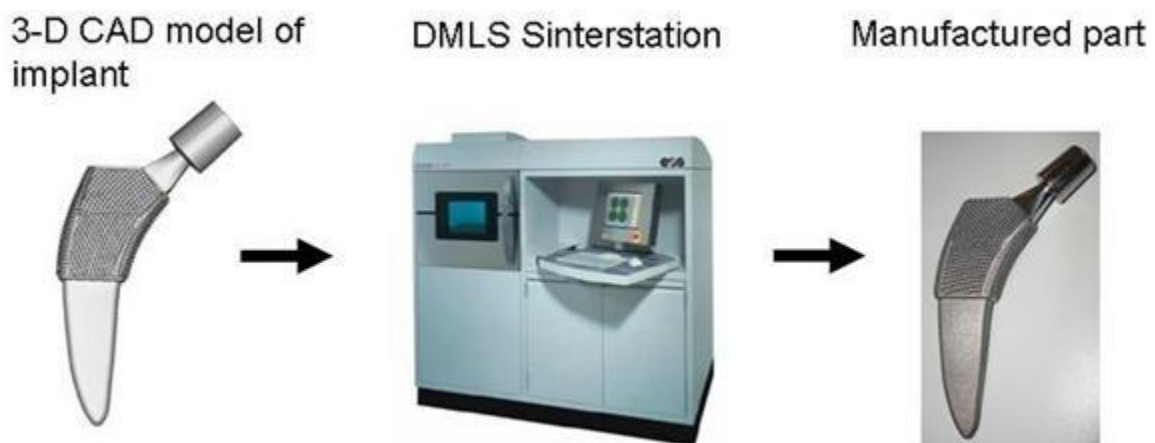 3-D CAD model of
implant
DMLS Sinterstation
Manufactured part